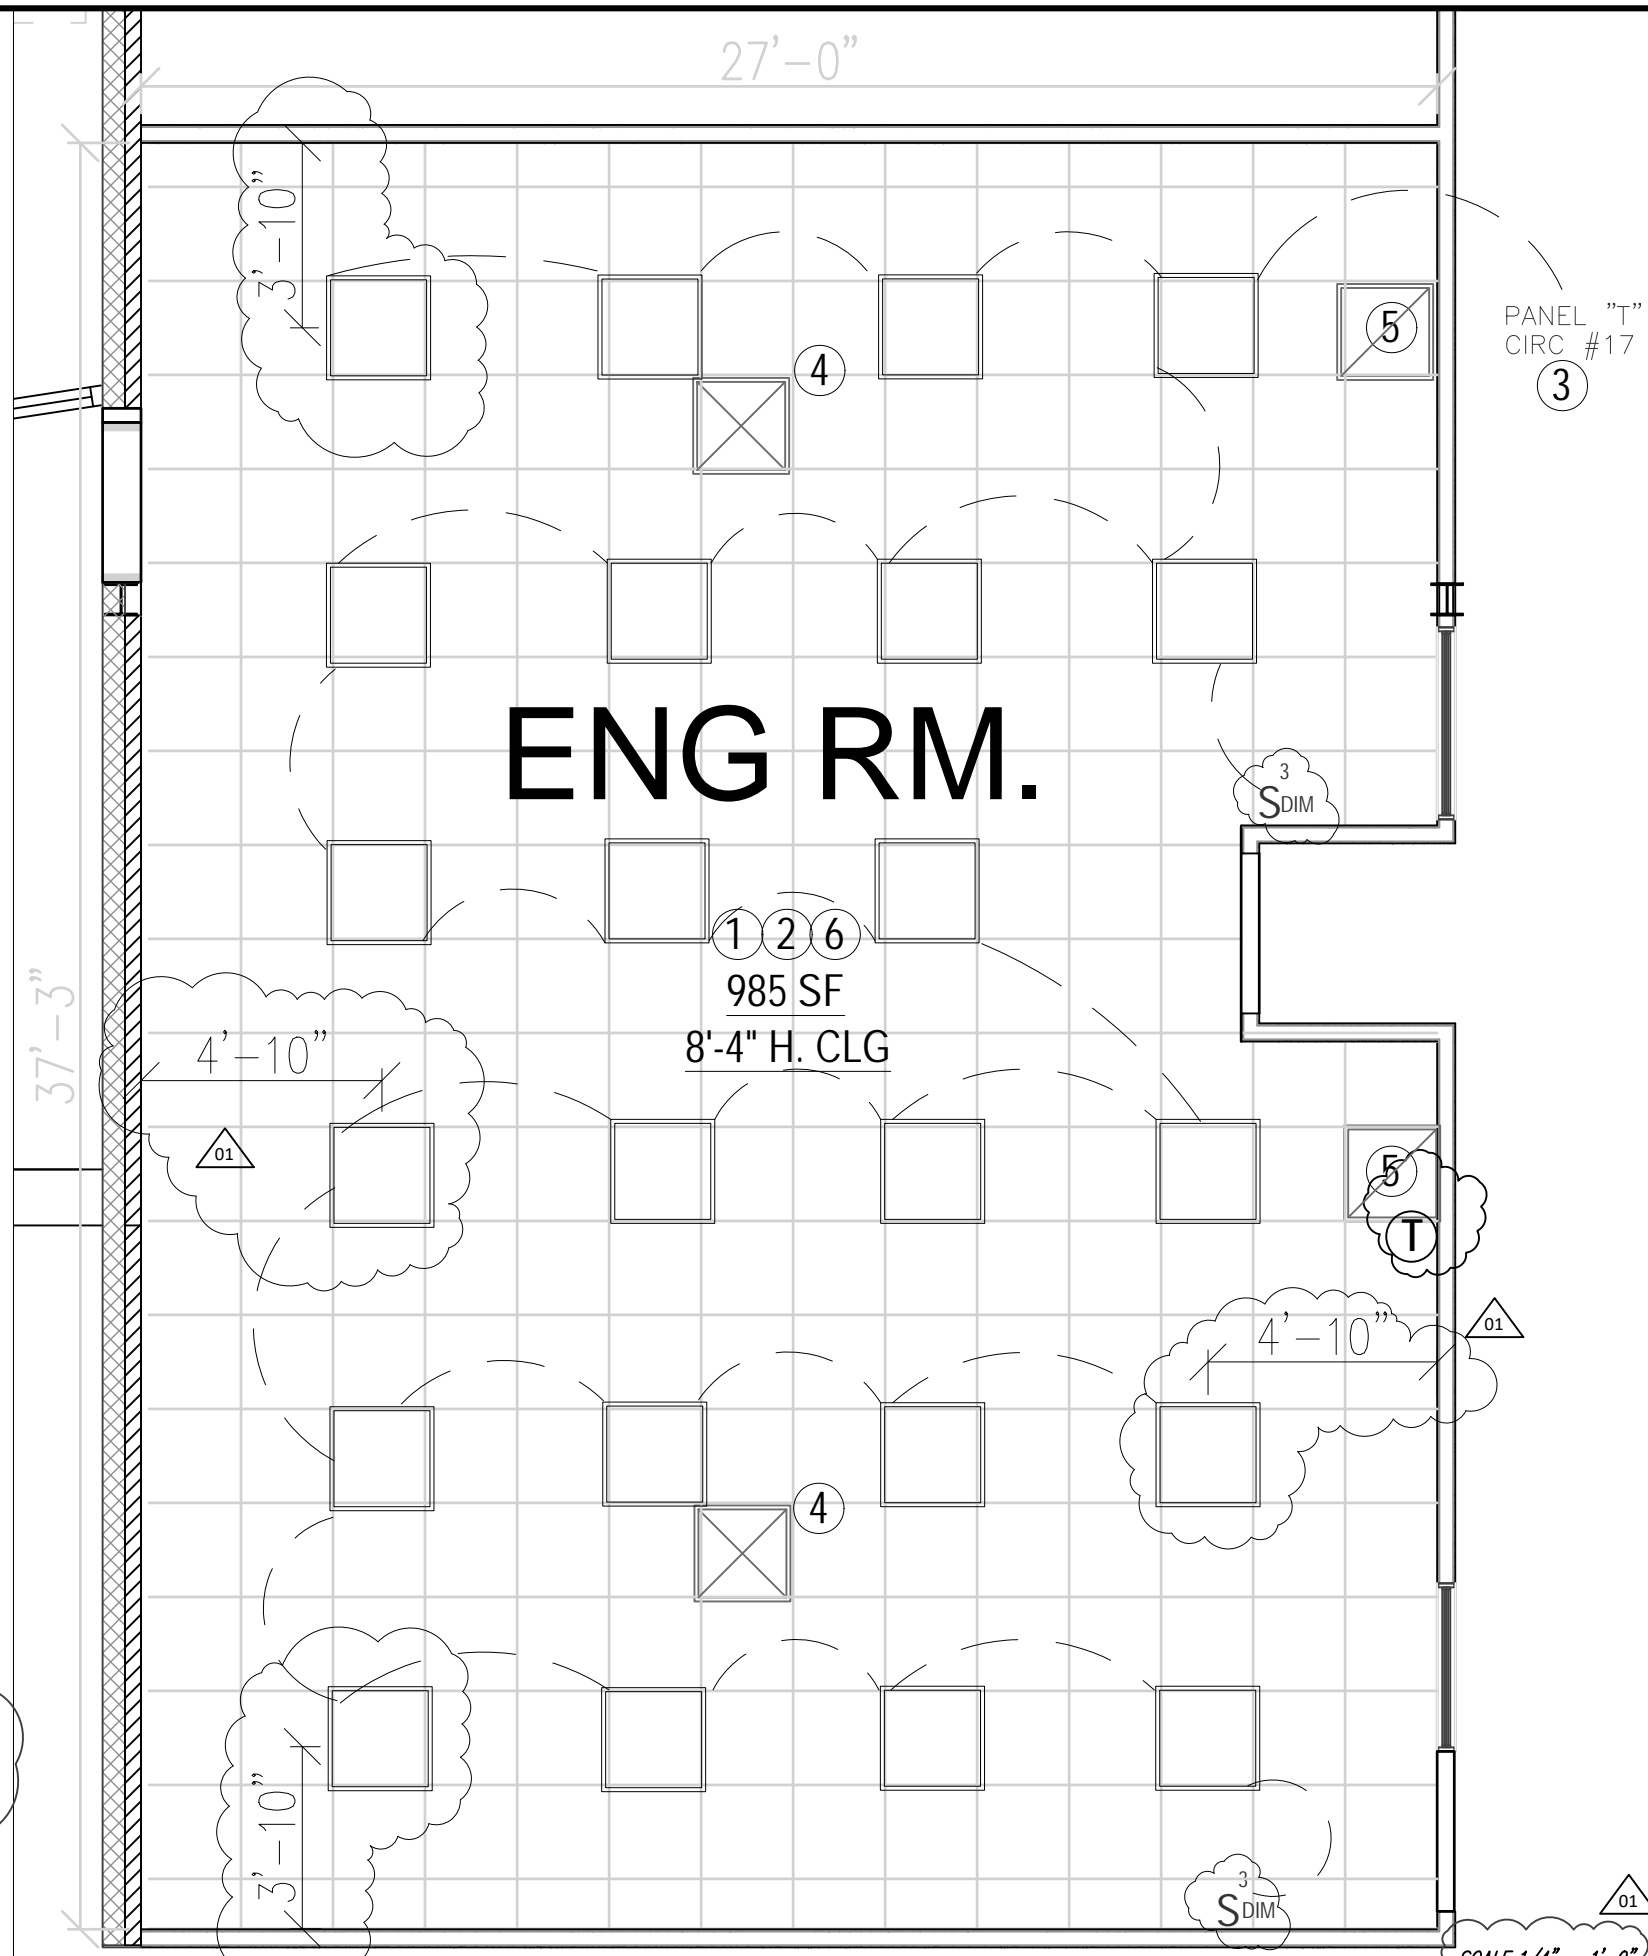 27'-0"
3'-10"
PANEL "T"
CIRC #17
3
5
4
ENG RM.
3
SDIM
1 2 6
985 SF
8'-4" H. CLG
37'-3"
4'-10"
01
5
T
4'-10"
01
4
3'-10"
3
SDIM
01